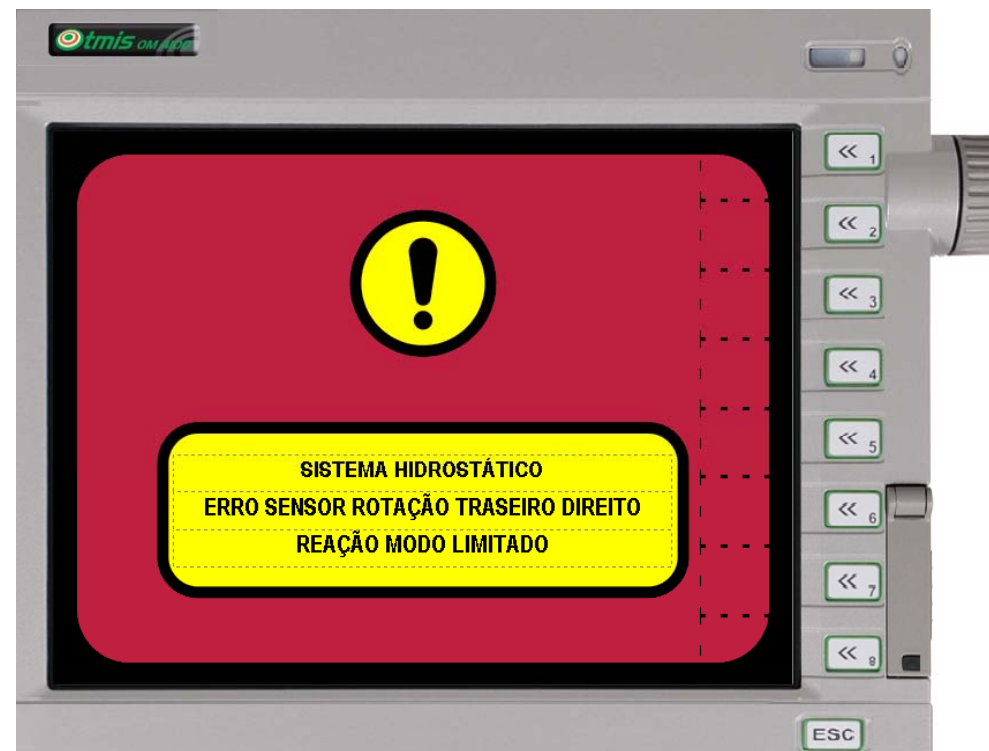 Otmis
<< 1
<< 2
<< 3
<< 4
<< 5
<< 6
<< 7
<< 8
SISTEMA HIDROSTÁTICO
ERRO SENSOR ROTAÇÃO TRASEIRO DIREITO
REAÇÃO MODO LIMITADO
ESC